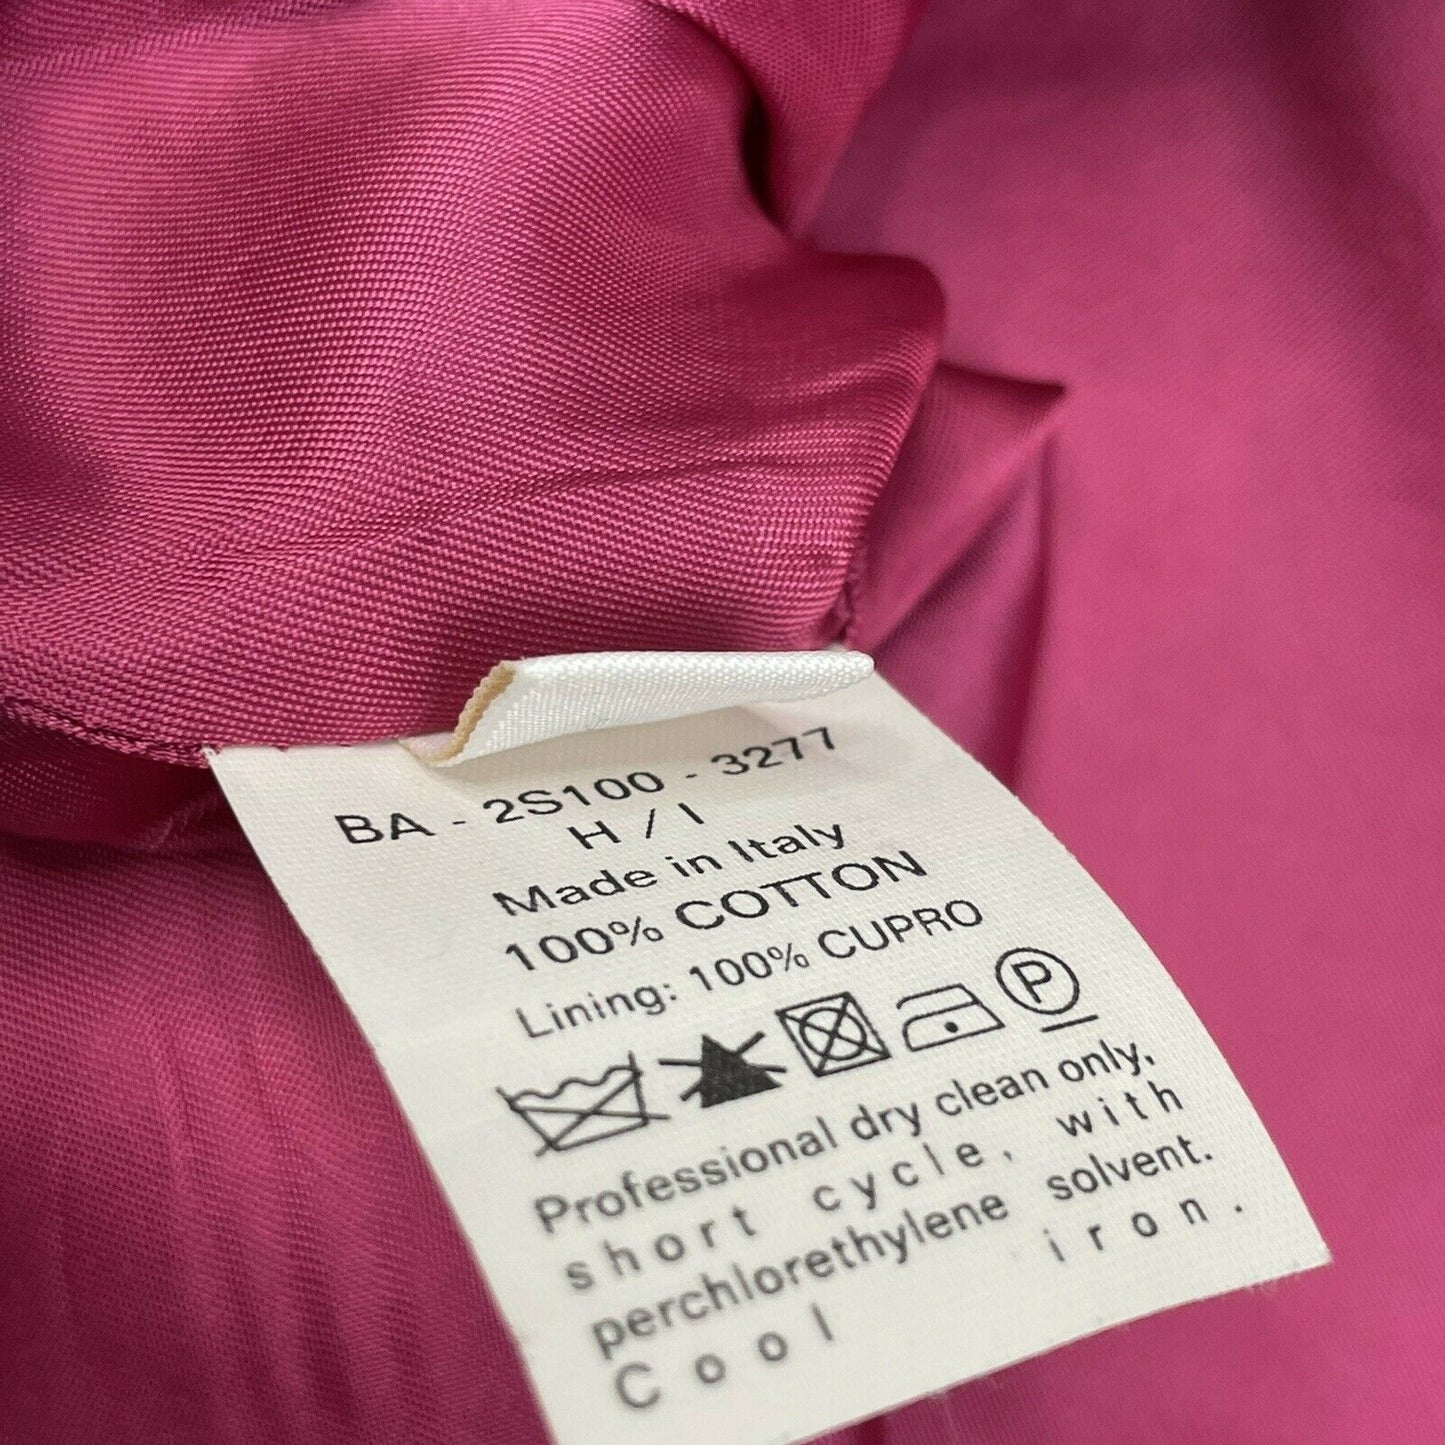 BA - 2S100 - 3277
H / I
Made in Italy
100% COTTON
Lining: 100% CUPRO
P
Professional dry clean only,
short cycle, with
perchlorethylene solvent.
Cool iron.